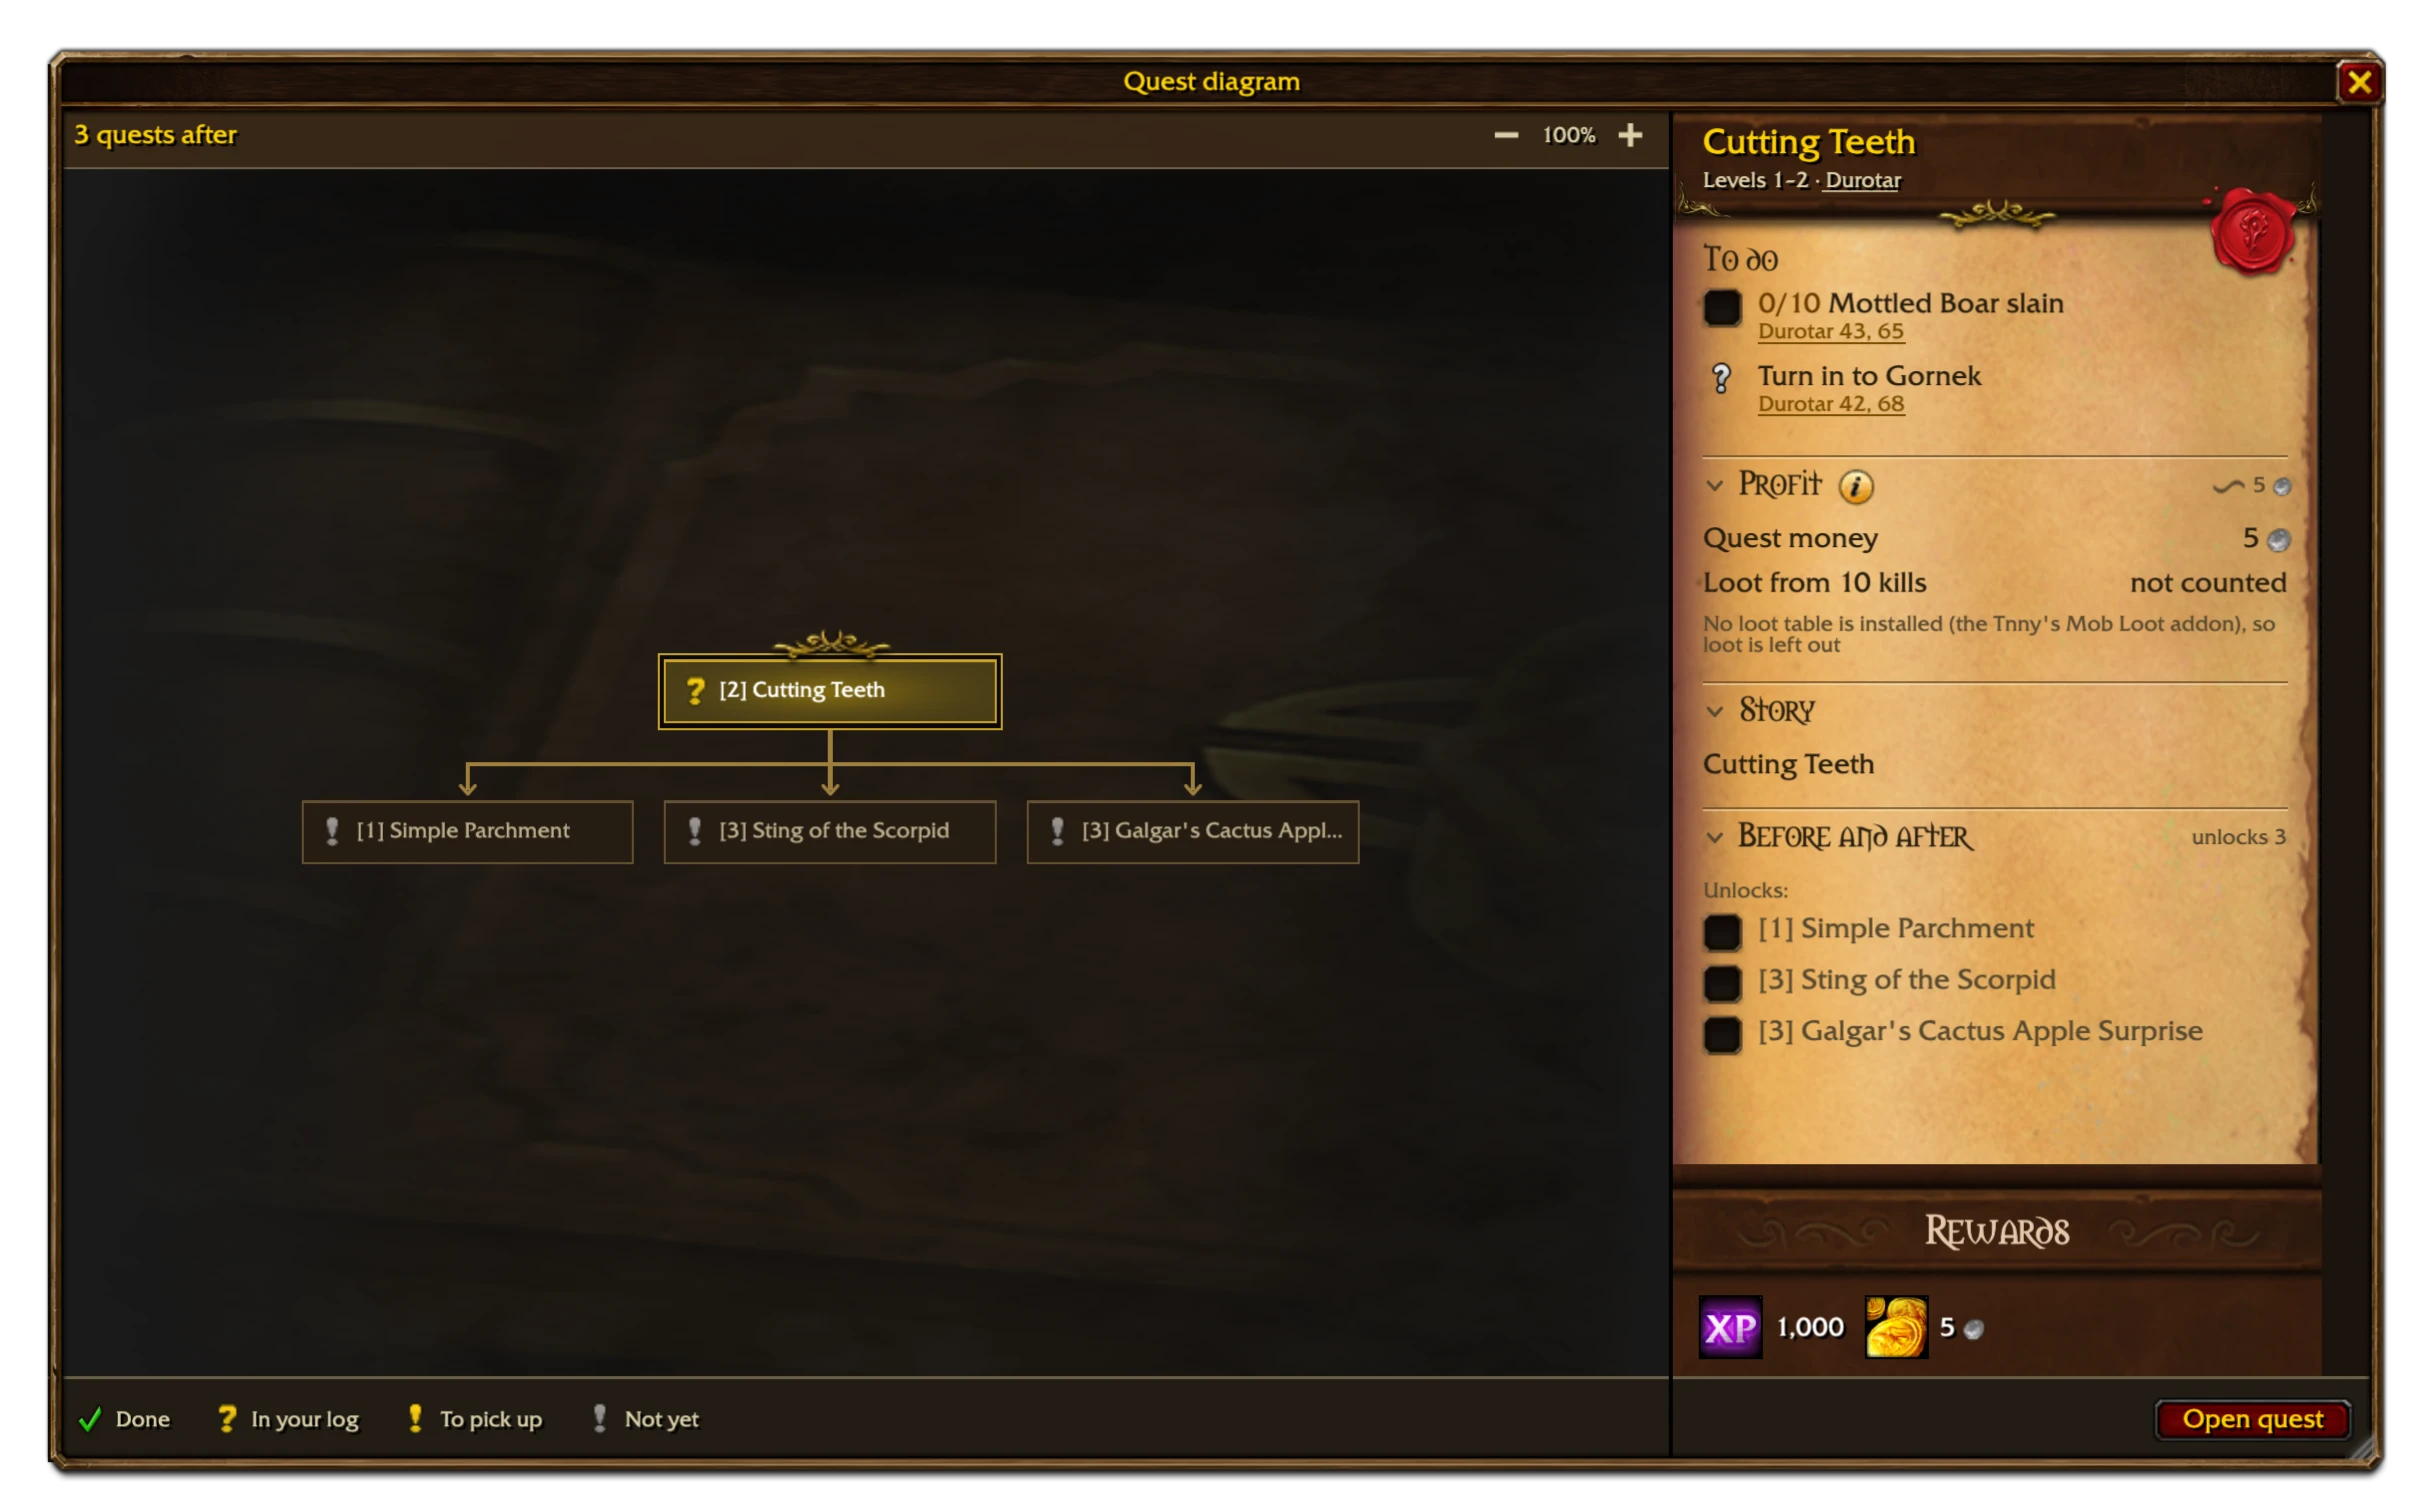 Quest diagram
3 quests after
100%
[2] Cutting Teeth
[1] Simple Parchment
[3] Sting of the Scorpid
[3] Galgar's Cactus Appl...
Done
In your log
To pick up
Not yet
Cutting Teeth
Levels 1-2 · Durotar
To do
0/10 Mottled Boar slain
Durotar 43, 65
Turn in to Gornek
Durotar 42, 68
Profit
~ 5
Quest money 5
Loot from 10 kills not counted
No loot table is installed (the Tnny's Mob Loot addon), so
loot is left out
Story
Cutting Teeth
Before and after unlocks 3
Unlocks:
[1] Simple Parchment
[3] Sting of the Scorpid
[3] Galgar's Cactus Apple Surprise
Rewards
XP 1,000 5
Open quest